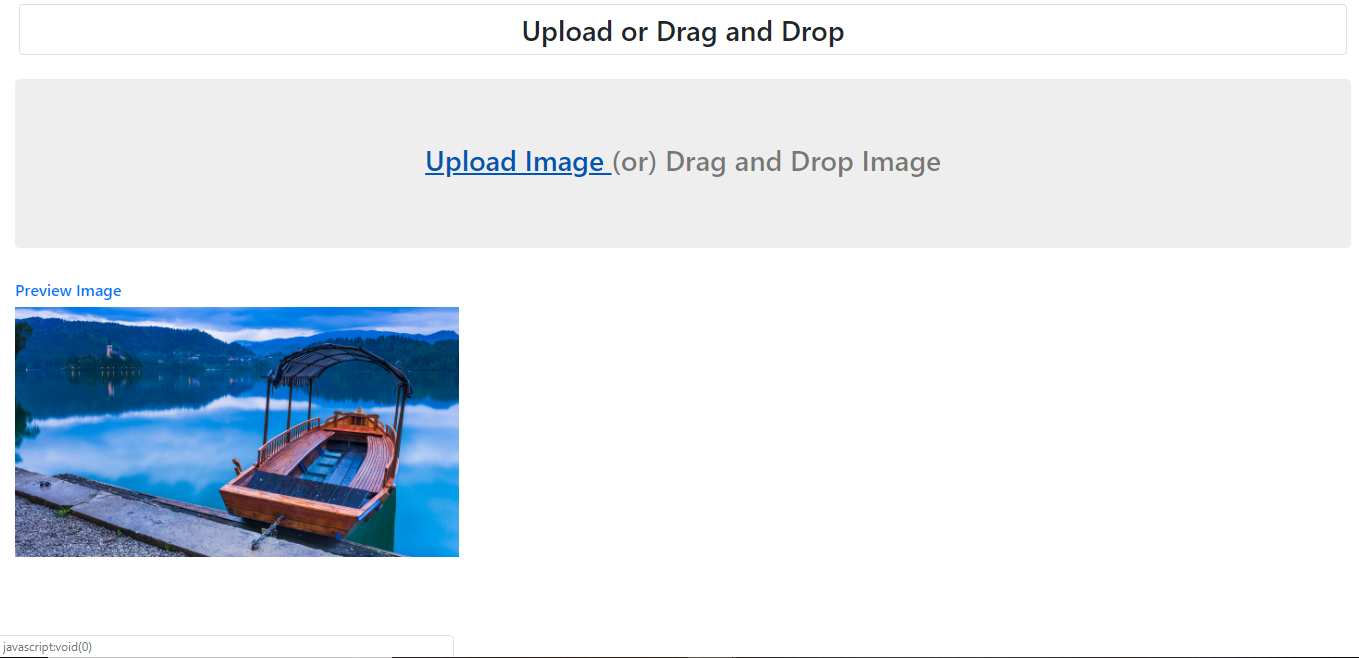 Upload or Drag and Drop
Upload Image (or) Drag and Drop Image
Preview Image
javascript:void(0)